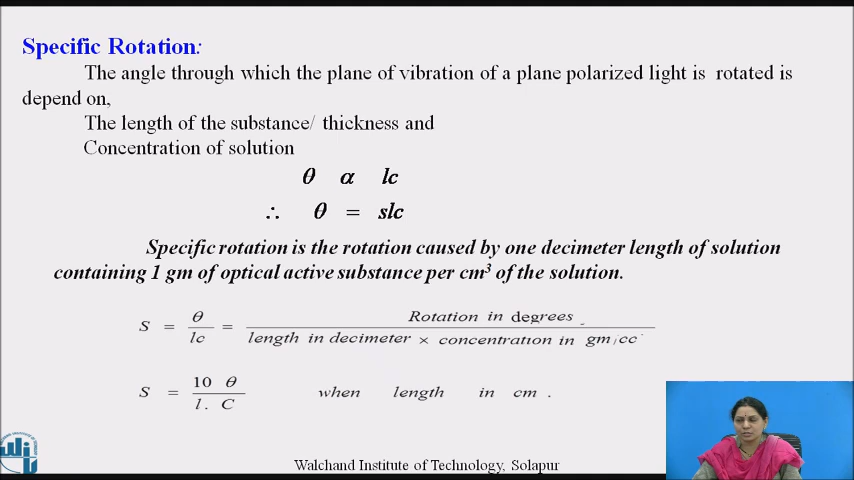 Specific Rotation:
The angle through which the plane of vibration of a plane polarized light is rotated is
depend on,
The length of the substance/ thickness and
Concentration of solution
θ α lc
∴ θ = slc
Specific rotation is the rotation caused by one decimeter length of solution
containing 1 gm of optical active substance per cm³ of the solution.
S = θ / lc = Rotation in degrees / length in decimeter × concentration in gm/cc
S = 10 θ / l. C when length in cm .
Walchand Institute of Technology, Solapur